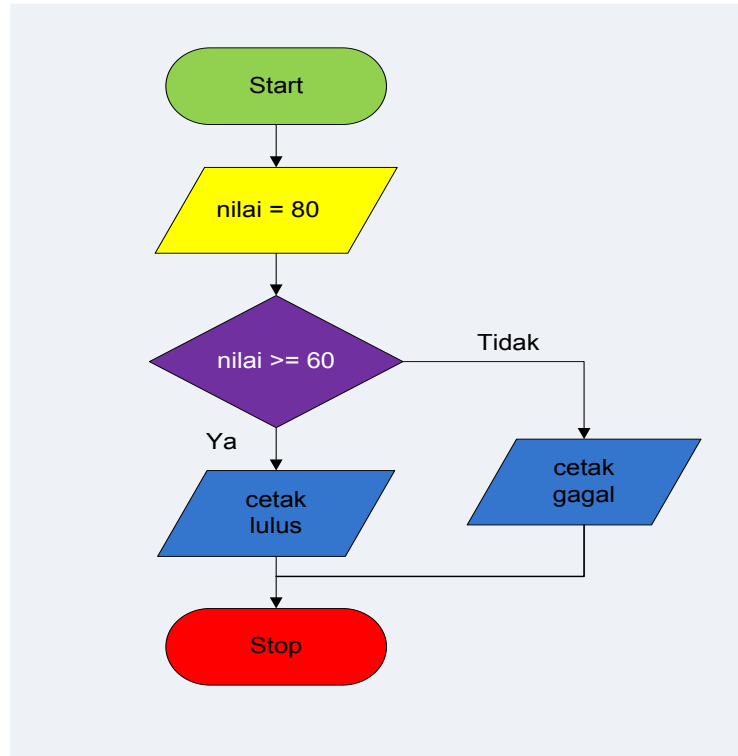 Start
nilai = 80
nilai >= 60
Tidak
Ya
cetak
lulus
cetak
gagal
Stop